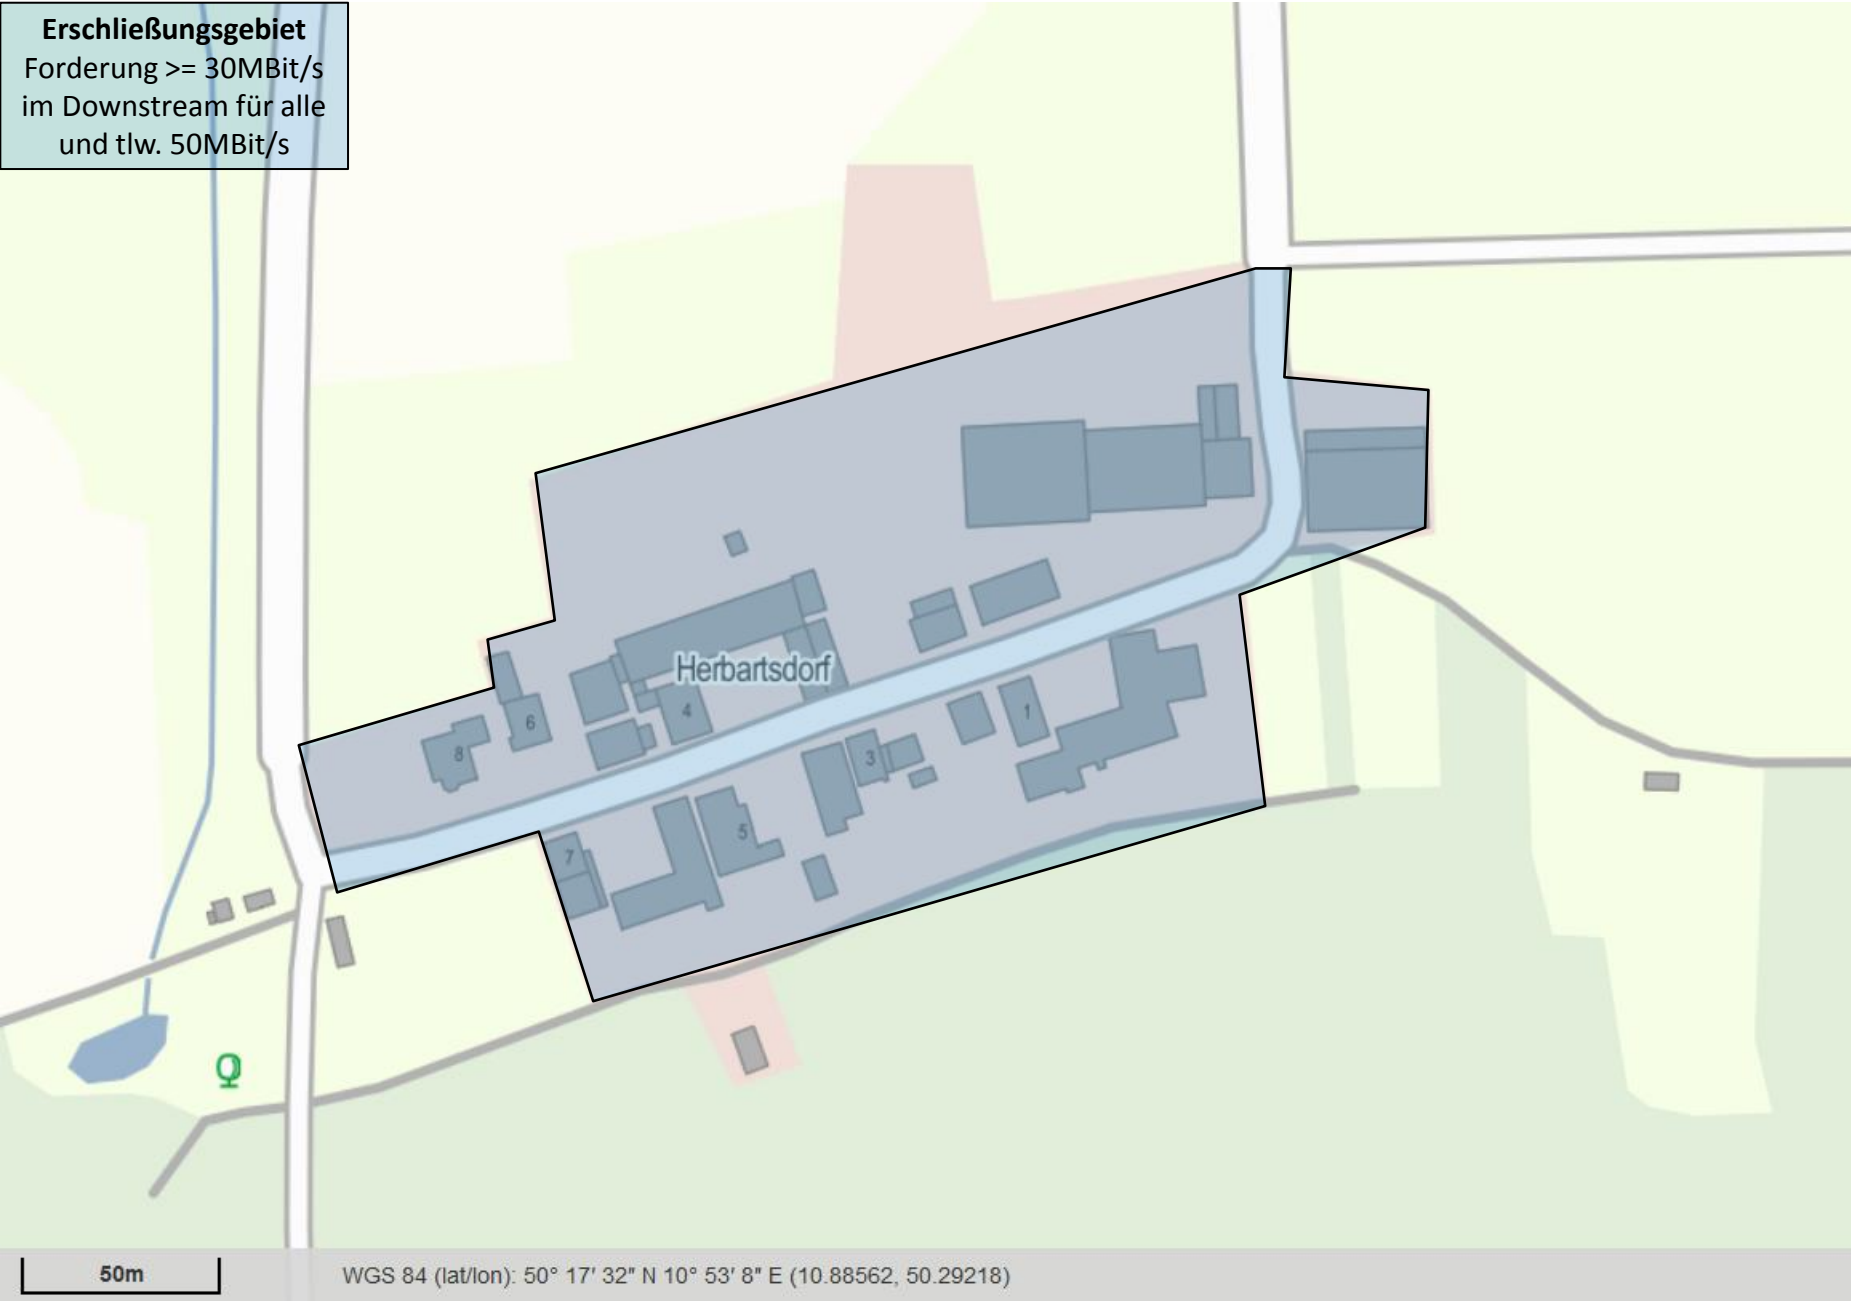 Erschließungsgebiet
Forderung >= 30MBit/s
im Downstream für alle
und tlw. 50MBit/s
Herbartsdorf
4
6
8
1
3
5
7
50m
WGS 84 (lat/lon): 50° 17' 32" N 10° 53' 8" E (10.88562, 50.29218)